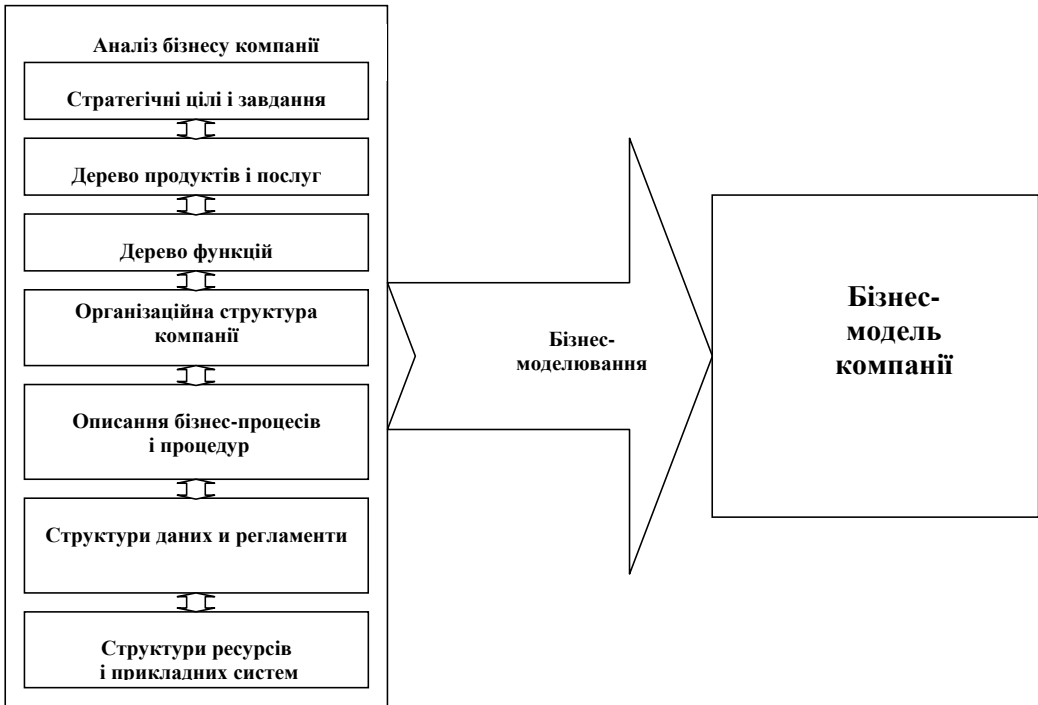 Аналіз бізнесу компанії
Стратегічні цілі і завдання
Дерево продуктів і послуг
Дерево функцій
Організаційна структура
компанії
Описання бізнес-процесів
і процедур
Структури даних и регламенти
Структури ресурсів
і прикладних систем
Бізнес-
моделювання
Бізнес-
модель
компанії